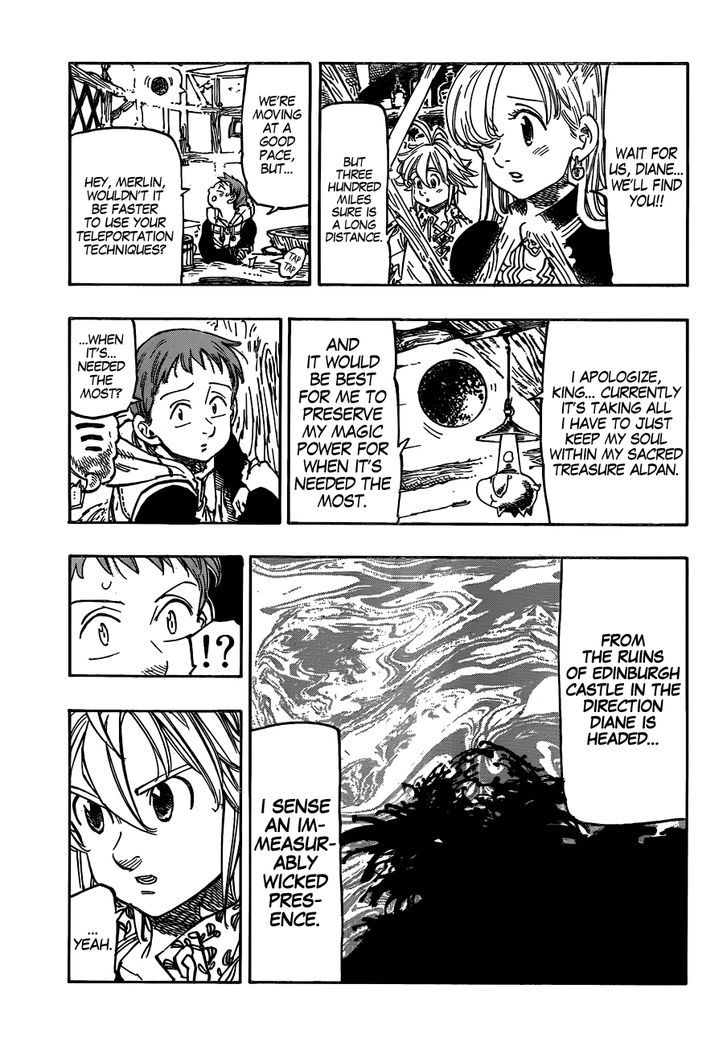 WAIT FOR
US, DIANE...
WE'LL FIND
YOU!!
BUT
THREE
HUNDRED
MILES
SURE IS
A LONG
DISTANCE.
WE'RE
MOVING
AT A
GOOD
PACE,
BUT...
HEY, MERLIN,
WOULDN'T IT
BE FASTER
TO USE YOUR
TELEPORTATION
TECHNIQUES?
TAP
TAP
I APOLOGIZE,
KING... CURRENTLY
IT'S TAKING ALL
I HAVE TO JUST
KEEP MY SOUL
WITHIN MY SACRED
TREASURE ALDAN.
AND
IT WOULD
BE BEST
FOR ME TO
PRESERVE
MY MAGIC
POWER FOR
WHEN IT'S
NEEDED THE
MOST.
...WHEN
IT'S...
NEEDED
THE
MOST?
FROM
THE RUINS
OF EDINBURGH
CASTLE IN THE
DIRECTION
DIANE IS
HEADED...
I SENSE
AN IM-
MEASUR-
ABLY
WICKED
PRES-
ENCE.
!?
...
YEAH.